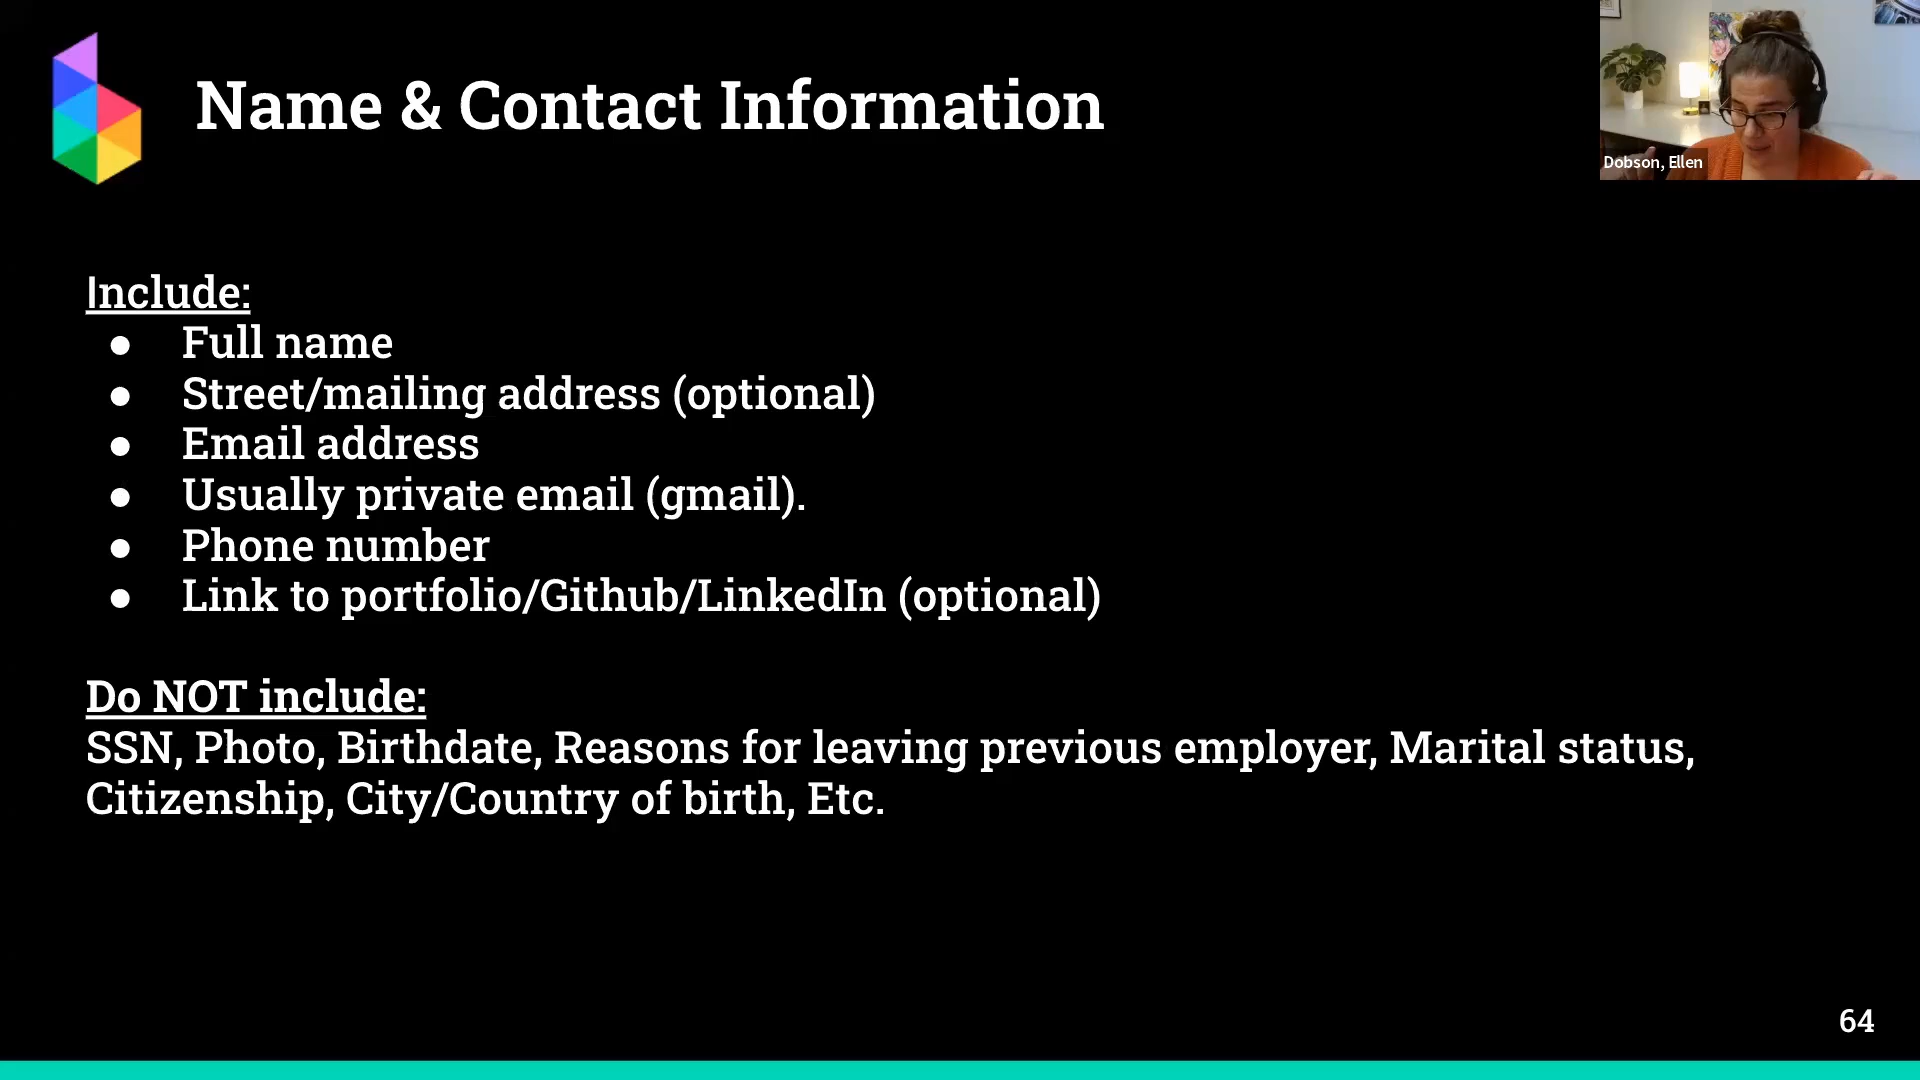 Name & Contact Information
Dobson, Ellen
Include:
● Full name
● Street/mailing address (optional)
● Email address
● Usually private email (gmail).
● Phone number
● Link to portfolio/Github/LinkedIn (optional)
Do NOT include:
SSN, Photo, Birthdate, Reasons for leaving previous employer, Marital status,
Citizenship, City/Country of birth, Etc.
64